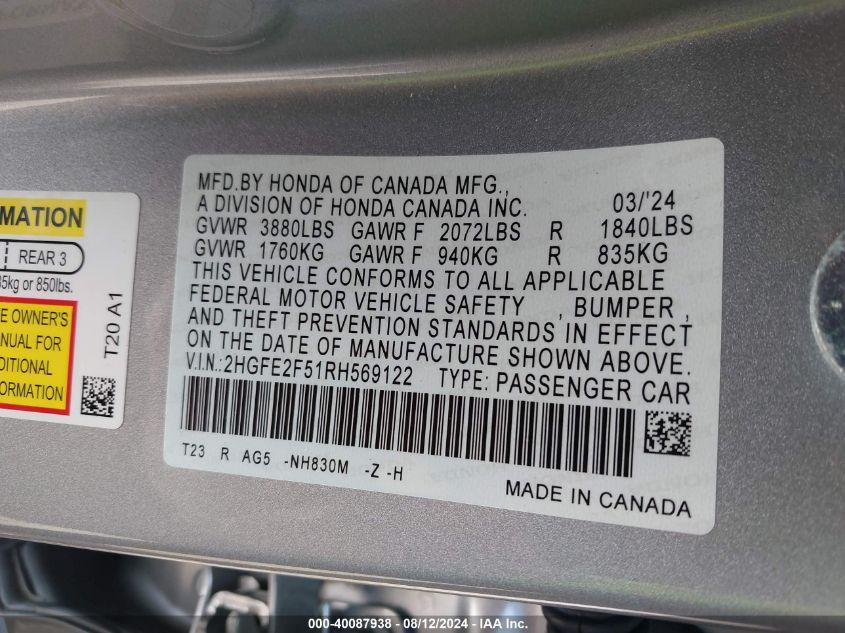 MATION
REAR 3
85kg or 850lbs.
E OWNER'S
NUAL FOR
DITIONAL
FORMATION
T20 A1
MFD.BY HONDA OF CANADA MFG.,
A DIVISION OF HONDA CANADA INC. 03/'24
GVWR 3880LBS GAWR F 2072LBS R 1840LBS
GVWR 1760KG GAWR F 940KG R 835KG
THIS VEHICLE CONFORMS TO ALL APPLICABLE
FEDERAL MOTOR VEHICLE SAFETY , BUMPER ,
AND THEFT PREVENTION STANDARDS IN EFFECT
ON THE DATE OF MANUFACTURE SHOWN ABOVE.
V.I.N.:2HGFE2F51RH569122 TYPE: PASSENGER CAR
T23 R AG5 -NH830M -Z -H
MADE IN CANADA
000-40087938 - 08/12/2024 - IAA Inc.